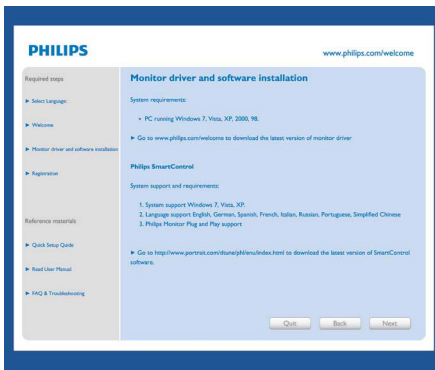 PHILIPS
www.philips.com/welcome
Required steps
Select Language
Welcome
Monitor driver and software installation
Registration
Reference materials
Quick Setup Guide
Read User Manual
FAQ & Troubleshooting
Monitor driver and software installation
System requirements:
• PC running Windows 7, Vista, XP, 2000, 98.
Go to www.philips.com/welcome to download the latest version of monitor driver
Philips SmartControl
System support and requirements:
1. System support Windows 7, Vista, XP.
2. Language support English, German, Spanish, French, Italian, Russian, Portuguese, Simplified Chinese
3. Philips Monitor Plug and Play support
Go to http://www.portrait.com/dtune/phl/enu/index.html to download the latest version of SmartControl
software.
Quit
Back
Next